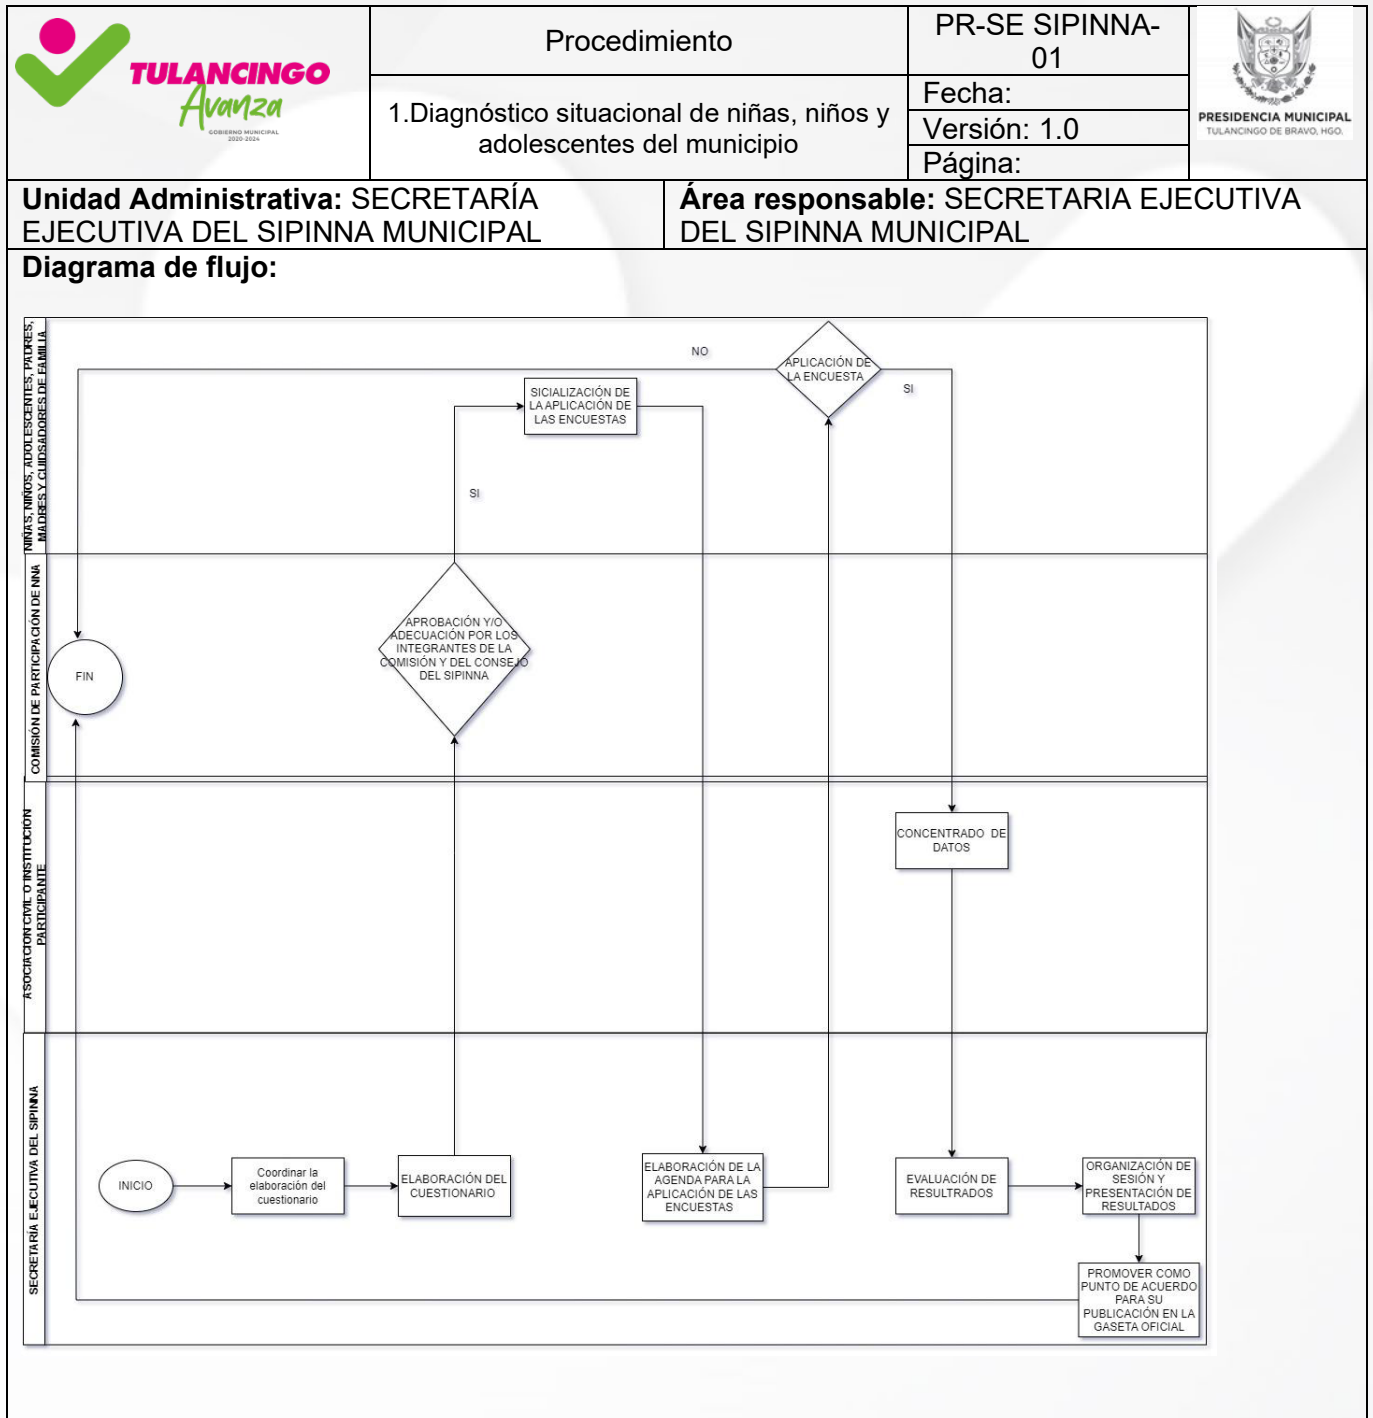 TULANCINGO
Avanza
GOBIERNO MUNICIPAL
2020-2024
Procedimiento
1.Diagnóstico situacional de niñas, niños y
adolescentes del municipio
PR-SE SIPINNA-
01
Fecha:
Versión: 1.0
Página:
PRESIDENCIA MUNICIPAL
TULANCINGO DE BRAVO, HGO.
Unidad Administrativa: SECRETARÍA
EJECUTIVA DEL SIPINNA MUNICIPAL
Área responsable: SECRETARIA EJECUTIVA
DEL SIPINNA MUNICIPAL
Diagrama de flujo:
NIÑAS, NIÑOS, ADOLESCENTES, PADRES,
MADRES Y CUIDSADORES DE FAMILIA
NO
APLICACIÓN DE
LA ENCUESTA
SI
SICIALIZACIÓN DE
LA APLICACIÓN DE
LAS ENCUESTAS
SI
COMISIÓN DE PARTICIPACIÓN DE NNA
FIN
APROBACIÓN Y/O
ADECUACIÓN POR LOS
INTEGRANTES DE LA
COMISIÓN Y DEL CONSEJO
DEL SIPINNA
ASOCIACION CIVIL O INSTITUCIÓN
PARTICIPANTE
CONCENTRADO DE
DATOS
SECRETARÍA EJECUTIVA DEL SIPINNA
INICIO
Coordinar la
elaboración del
cuestionario
ELABORACIÓN DEL
CUESTIONARIO
ELABORACIÓN DE LA
AGENDA PARA LA
APLICACIÓN DE LAS
ENCUESTAS
EVALUACIÓN DE
RESULTRADOS
ORGANIZACIÓN DE
SESIÓN Y
PRESENTACIÓN DE
RESULTADOS
PROMOVER COMO
PUNTO DE ACUERDO
PARA SU
PUBLICACIÓN EN LA
GASETA OFICIAL